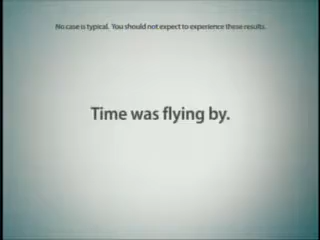 No case is typical. You should not expect to experience these results.
Time was flying by.